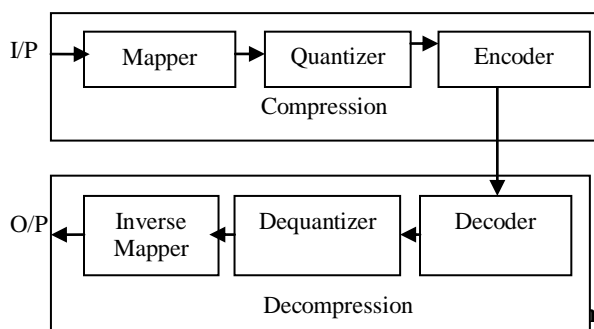 I/P
Mapper
Quantizer
Encoder
Compression
O/P
Inverse
Mapper
Dequantizer
Decoder
Decompression